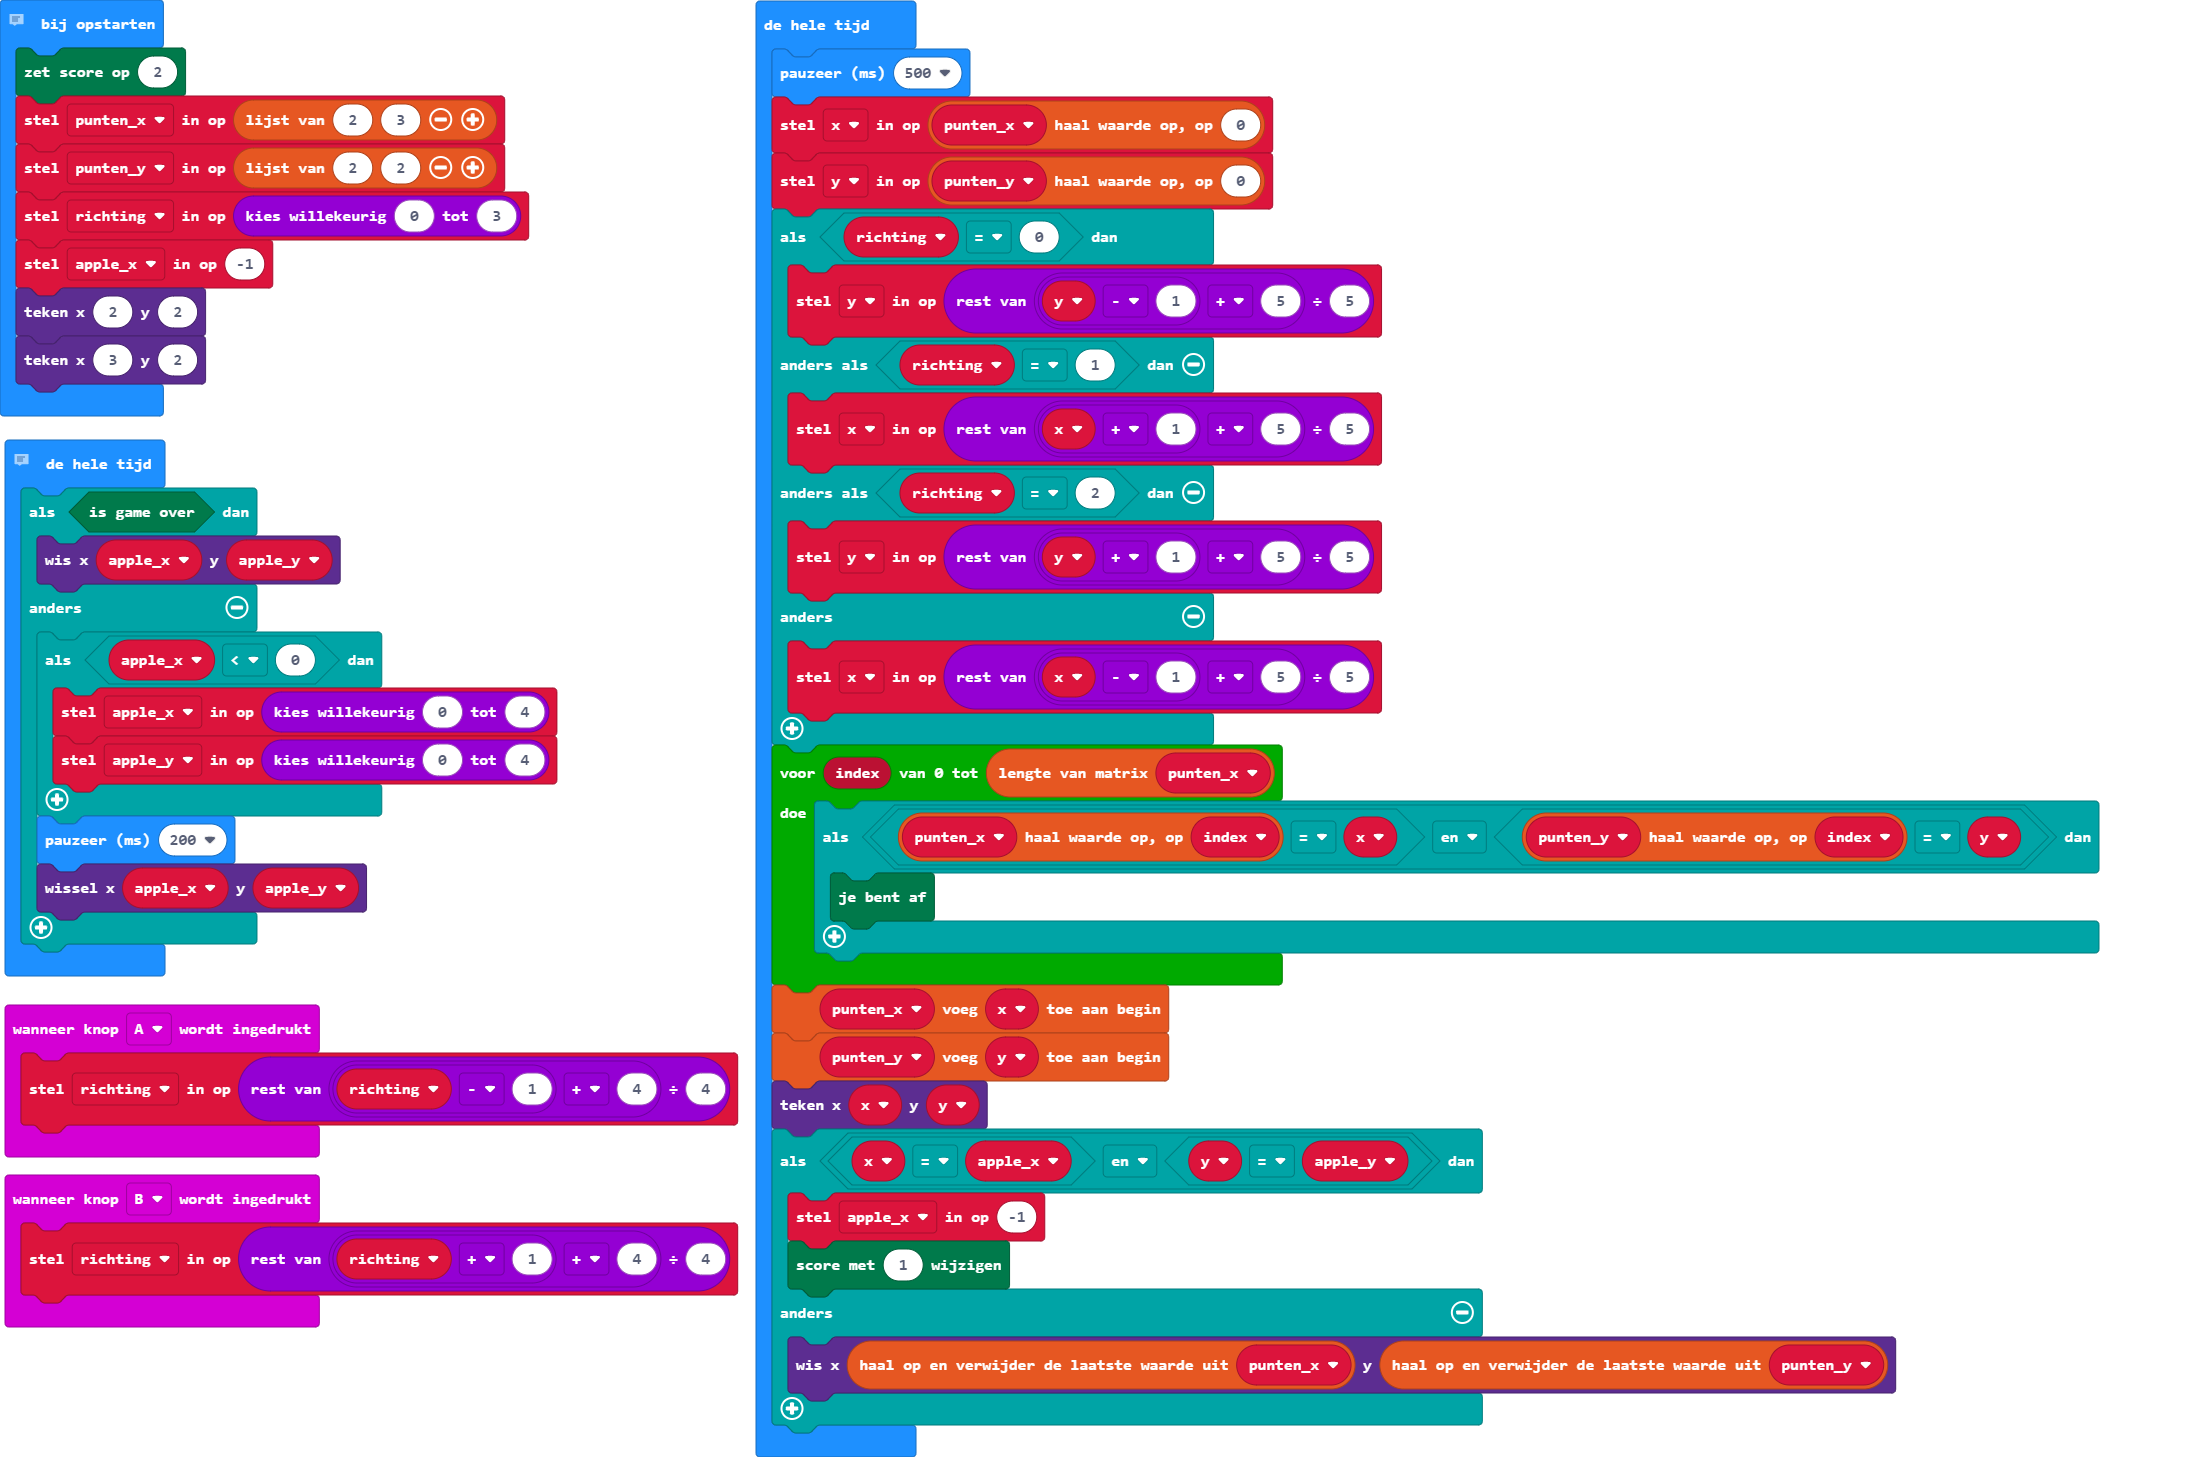 bij opstarten
zet score op 2
stel punten_x in op lijst van 2 3
stel punten_y in op lijst van 2 2
stel richting in op kies willekeurig 0 tot 3
stel apple_x in op -1
teken x 2 y 2
teken x 3 y 2
de hele tijd
als is game over dan
wis x apple_x y apple_y
anders
als apple_x < 0 dan
stel apple_x in op kies willekeurig 0 tot 4
stel apple_y in op kies willekeurig 0 tot 4
pauzeer (ms) 200
wissel x apple_x y apple_y
wanneer knop A wordt ingedrukt
stel richting in op rest van richting - 1 + 4 ÷ 4
wanneer knop B wordt ingedrukt
stel richting in op rest van richting + 1 + 4 ÷ 4
de hele tijd
pauzeer (ms) 500
stel x in op punten_x haal waarde op, op 0
stel y in op punten_y haal waarde op, op 0
als richting = 0 dan
stel y in op rest van y - 1 + 5 ÷ 5
anders als richting = 1 dan
stel x in op rest van x + 1 + 5 ÷ 5
anders als richting = 2 dan
stel y in op rest van y + 1 + 5 ÷ 5
anders
stel x in op rest van x - 1 + 5 ÷ 5
voor index van 0 tot lengte van matrix punten_x
doe
als punten_x haal waarde op, op index = x en punten_y haal waarde op, op index = y dan
je bent af
punten_x voeg x toe aan begin
punten_y voeg y toe aan begin
teken x x y y
als x = apple_x en y = apple_y dan
stel apple_x in op -1
score met 1 wijzigen
anders
wis x haal op en verwijder de laatste waarde uit punten_x y haal op en verwijder de laatste waarde uit punten_y